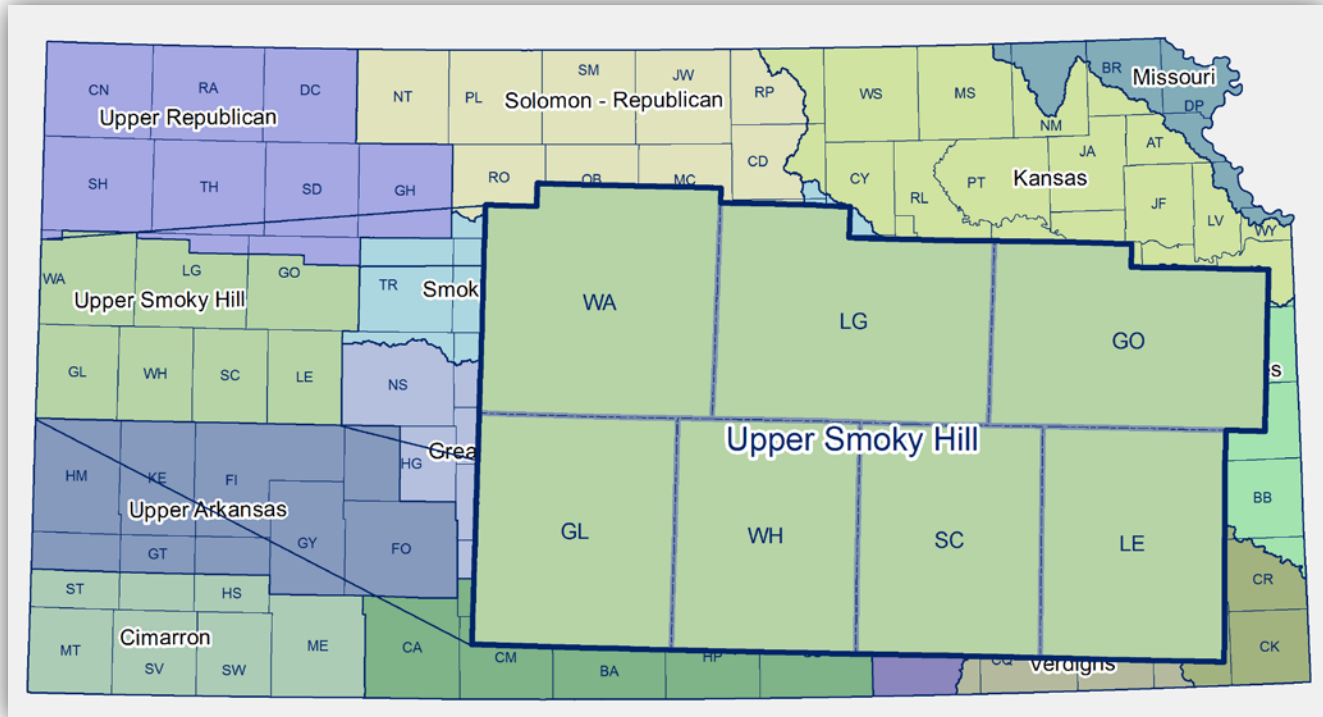 CN
RA
DC
Upper Republican
NT
PL
SM
JW
RP
Solomon - Republican
WS
MS
BR
Missouri
DP
NM
SH
TH
SD
GH
RO
OB
MC
CD
CY
RL
PT
JA
AT
Kansas
JF
LV
WY
WA
LG
GO
Upper Smoky Hill
TR
Smok
GL
WH
SC
LE
NS
HM
KE
FI
Upper Arkansas
HG
Grea
GT
GY
FO
ST
HS
Cimarron
MT
SV
SW
ME
CA
CM
BA
HP
CQ
Verdigris
WA
LG
GO
Upper Smoky Hill
GL
WH
SC
LE
es
BB
CR
CK